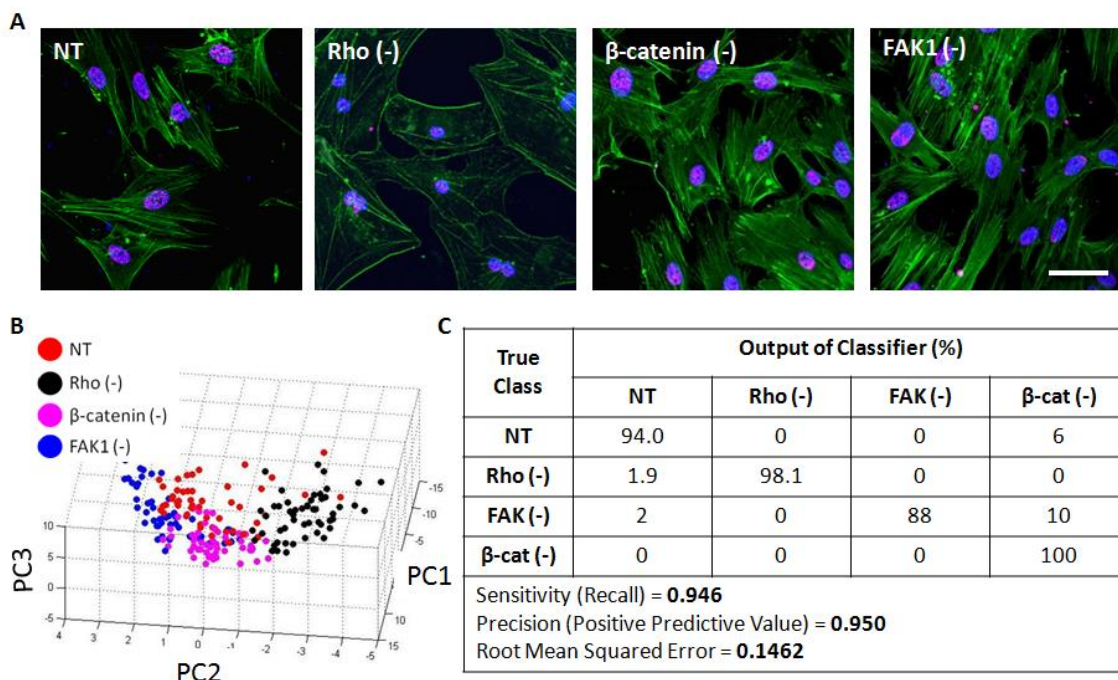 A
NT
Rho (-)
β-catenin (-)
FAK1 (-)
B
NT
Rho (-)
β-catenin (-)
FAK1 (-)
PC3
10
5
0
-5
4 3 2 1 0 -1 -2 -3 -4 -5
PC2
-15
-10
-5
10
15
PC1
C
True Class
Output of Classifier (%)
NT Rho (-) FAK (-) β-cat (-)
NT 94.0 0 0 6
Rho (-) 1.9 98.1 0 0
FAK (-) 2 0 88 10
β-cat (-) 0 0 0 100
Sensitivity (Recall) = 0.946
Precision (Positive Predictive Value) = 0.950
Root Mean Squared Error = 0.1462